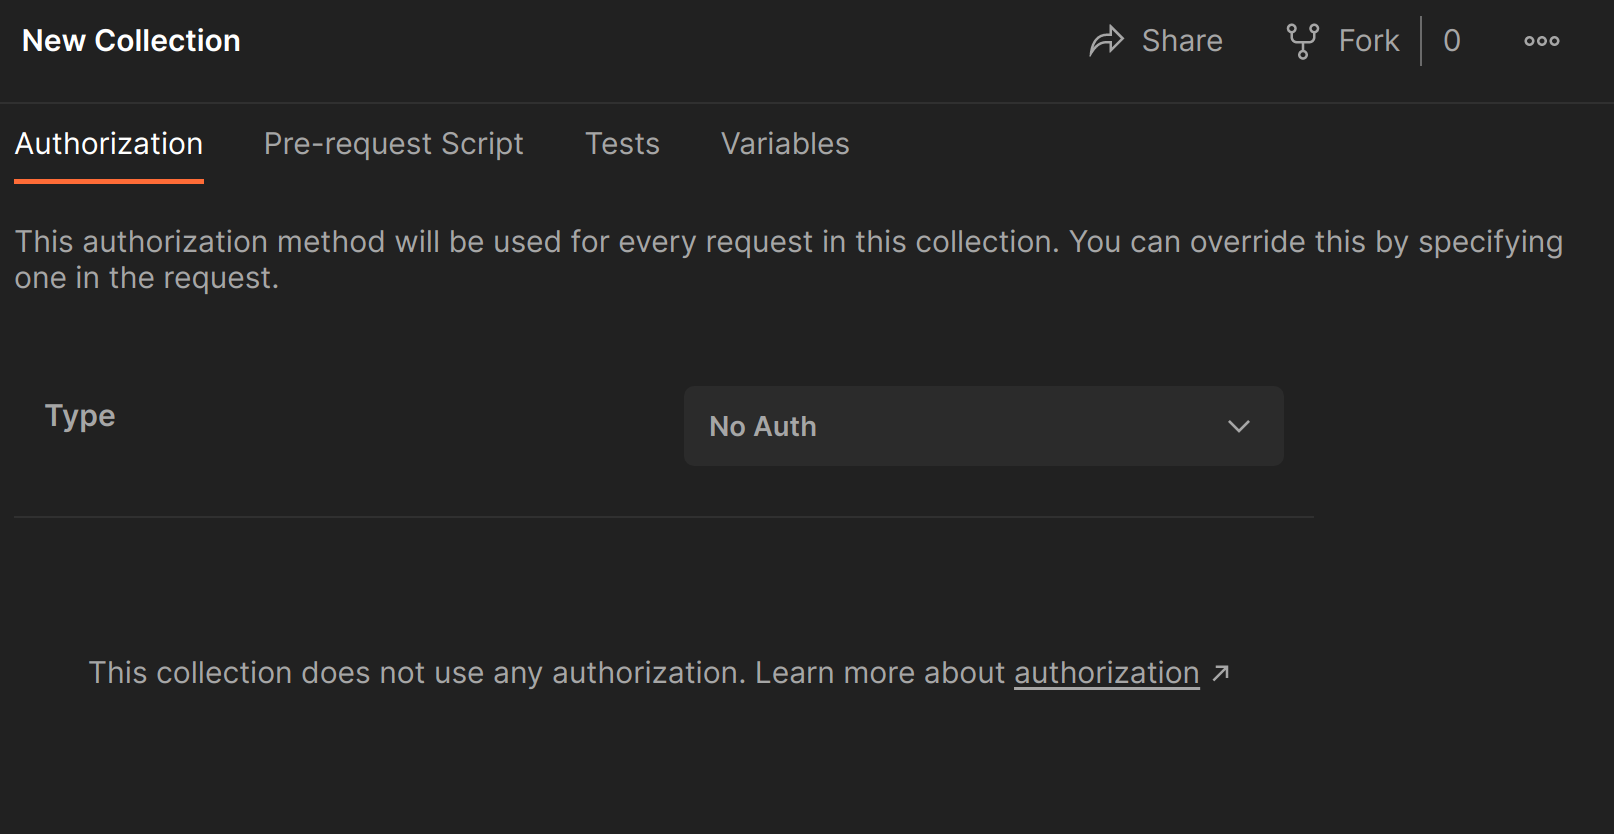 New Collection
Share
Fork
0
Authorization
Pre-request Script
Tests
Variables
This authorization method will be used for every request in this collection. You can override this by specifying
one in the request.
Type
No Auth
This collection does not use any authorization. Learn more about authorization ↗